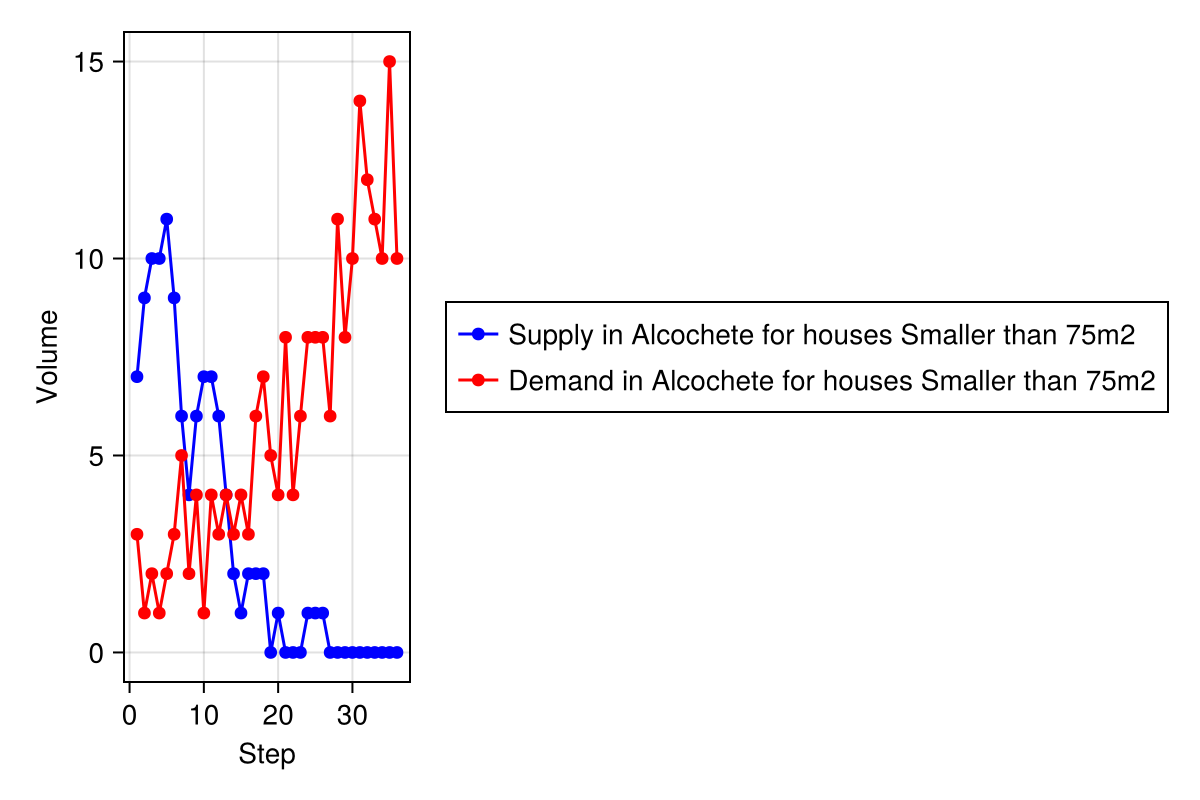 15
10
5
0
Volume
0 10 20 30
Step
Supply in Alcochete for houses Smaller than 75m2
Demand in Alcochete for houses Smaller than 75m2